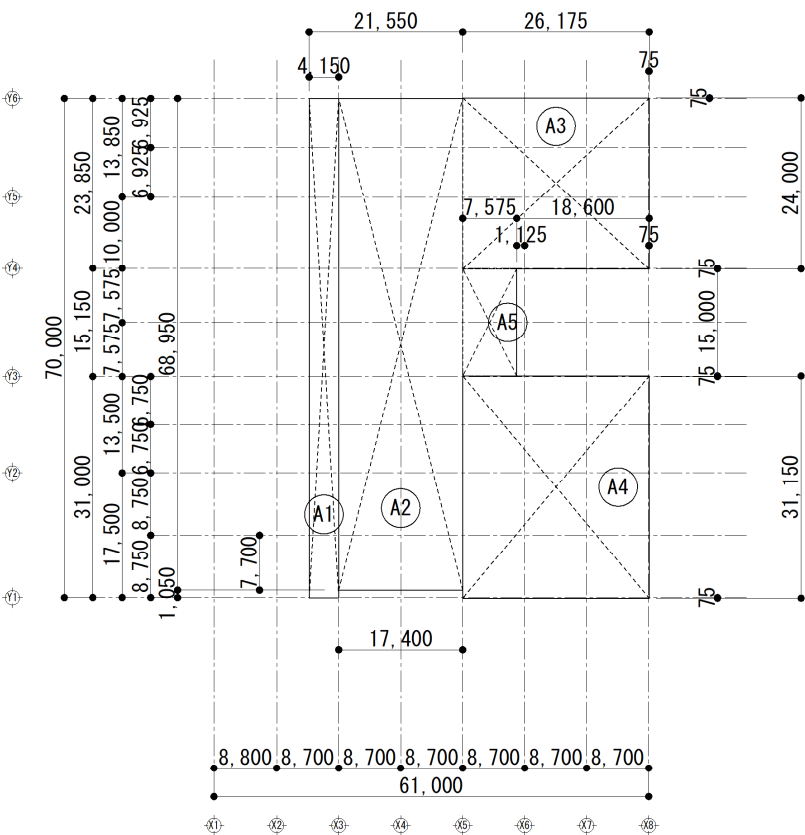 21,550
26,175
4,150
75
Y6
75
6,925
13,850
A3
23,850
24,000
6,925
Y5
7,575
18,600
10,000
1,125
75
Y4
75
7,575
A5
15,150
68,950
15,000
70,000
7,575
Y3
75
6,750
13,500
6,750
Y2
A4
31,000
8,750
31,150
A1
A2
17,500
7,700
8,750
1,050
Y1
75
17,400
8,800
8,700
8,700
8,700
8,700
8,700
8,700
61,000
X1
X2
X3
X4
X5
X6
X7
X8